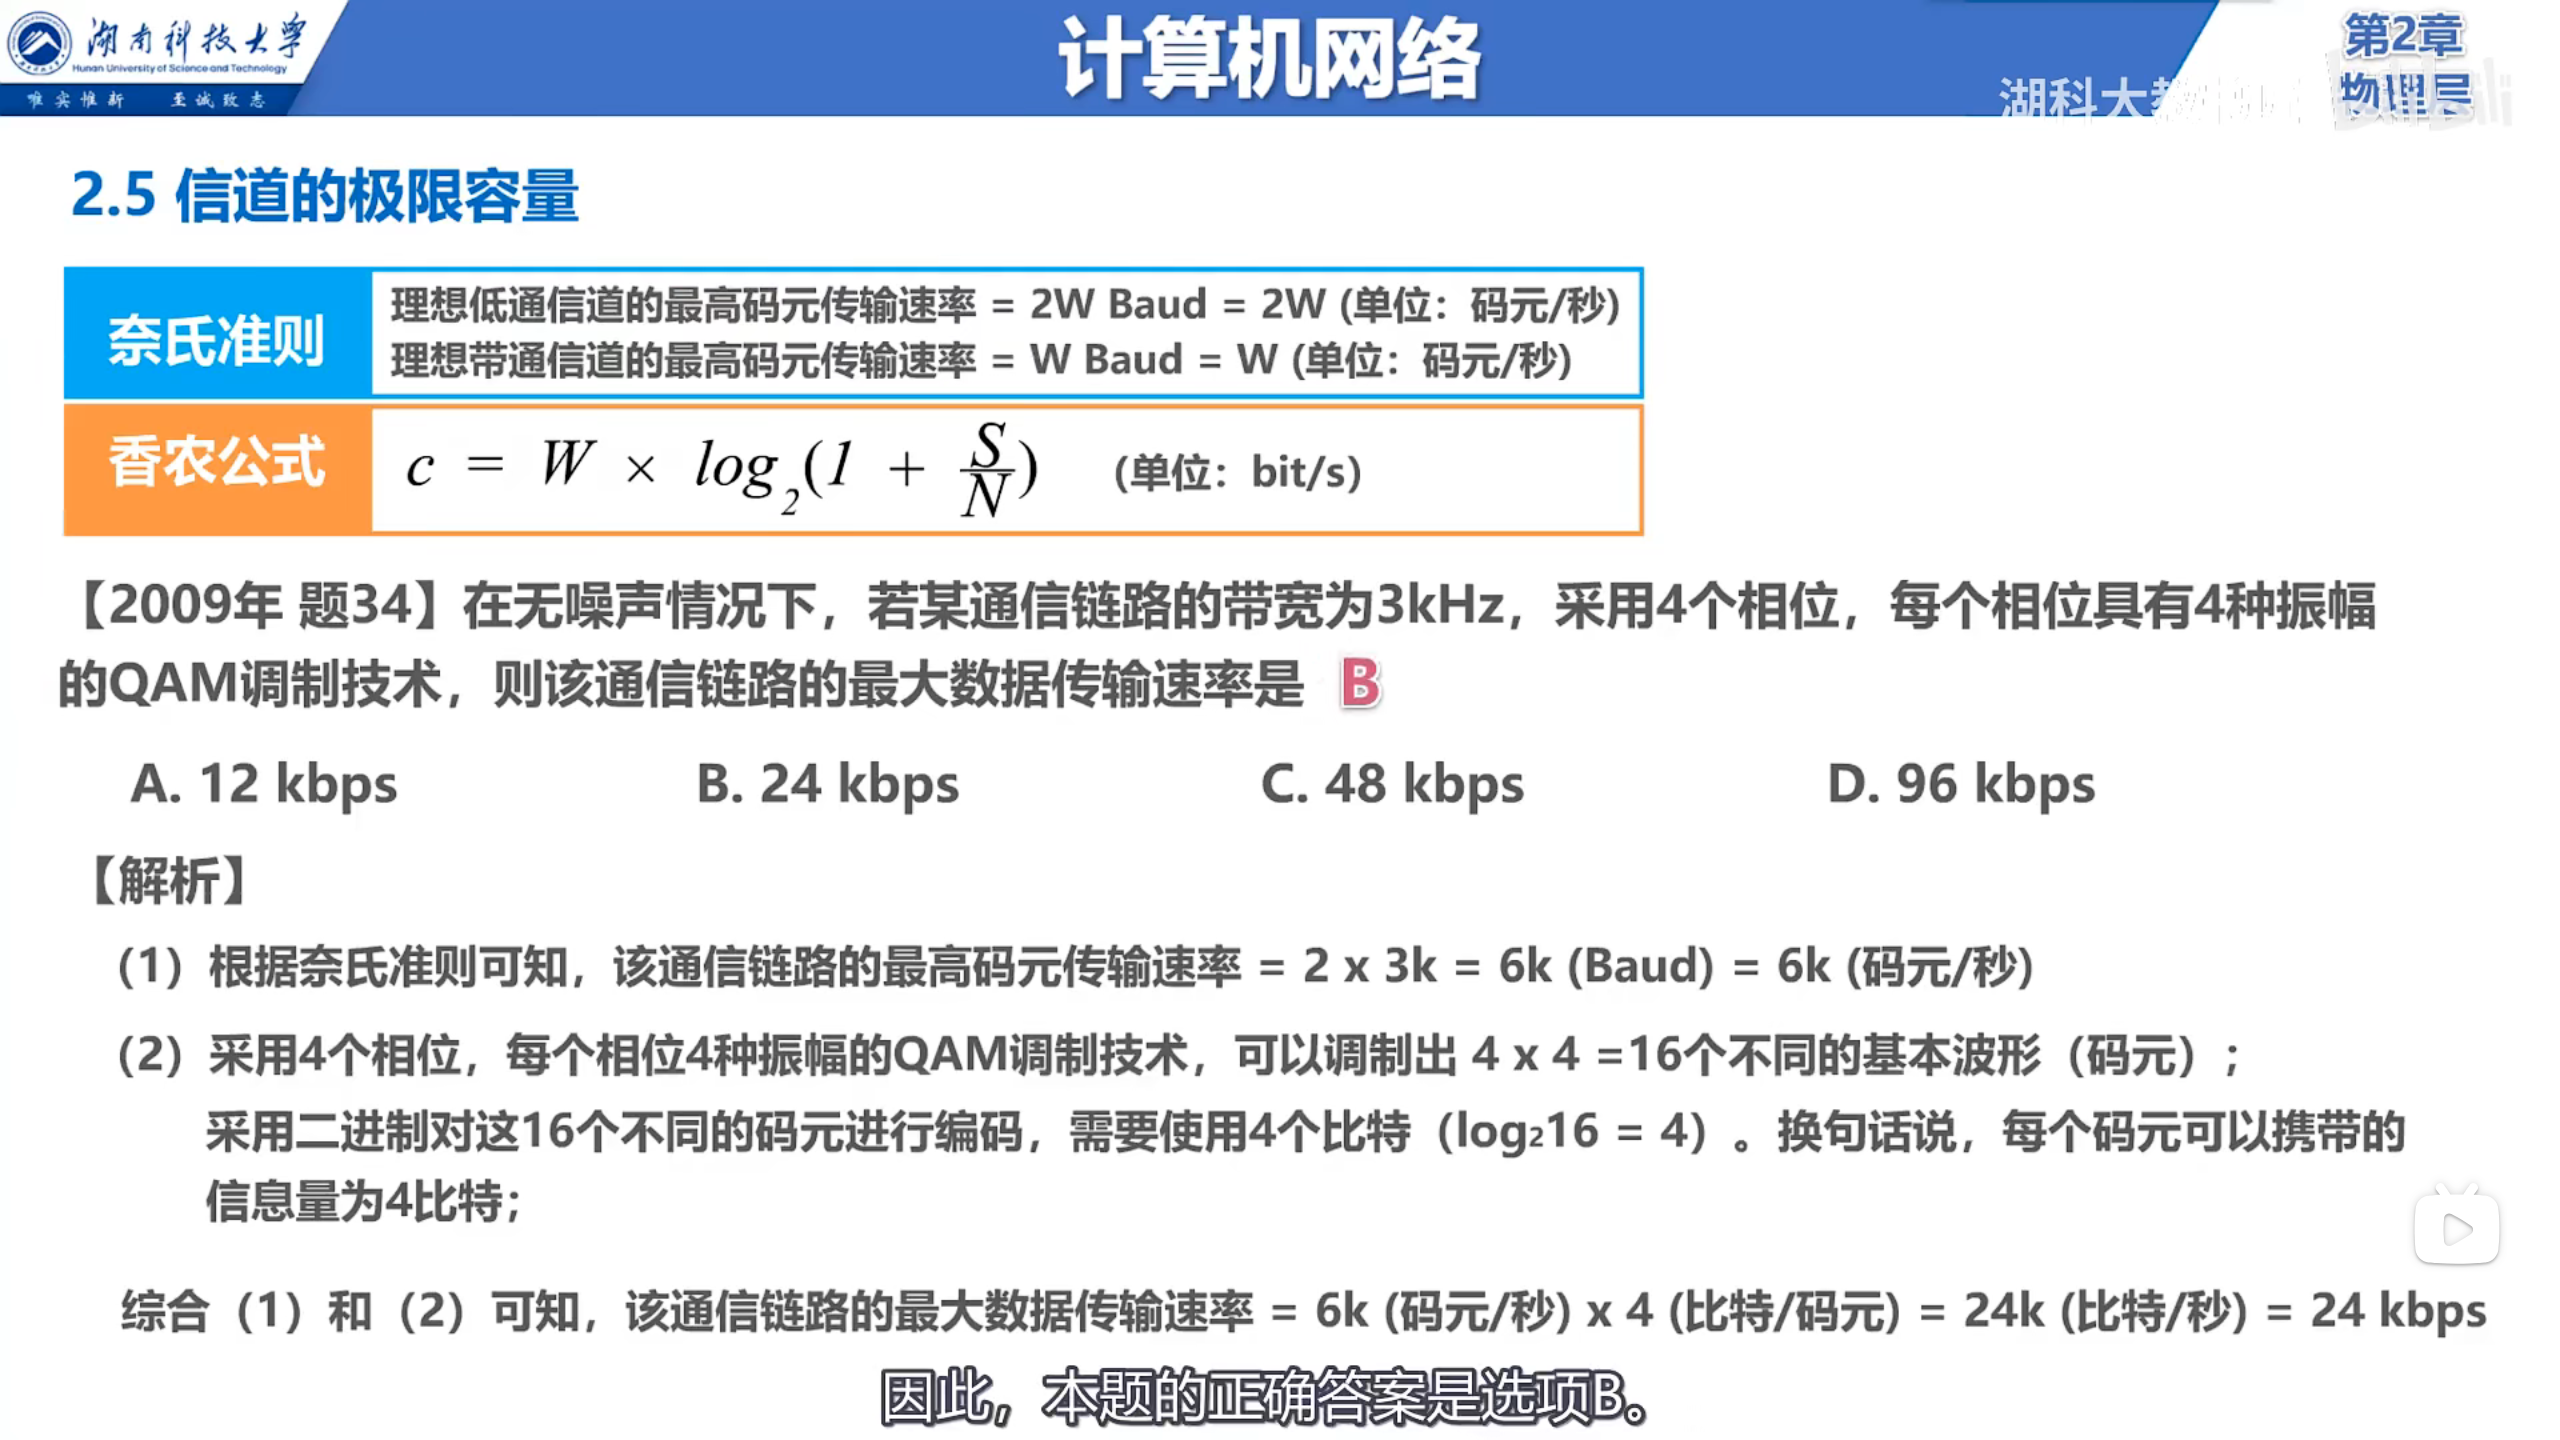 湖南科技大学
Hunan University of Science and Technology
唯实惟新 至诚致志
计算机网络
第2章
物理层
湖科大教
2.5 信道的极限容量
奈氏准则
理想低通信道的最高码元传输速率 = 2W Baud = 2W (单位：码元/秒)
理想带通信道的最高码元传输速率 = W Baud = W (单位：码元/秒)
香农公式
c = W × log₂(1 + S/N) (单位：bit/s)
【2009年 题34】在无噪声情况下，若某通信链路的带宽为3kHz，采用4个相位，每个相位具有4种振幅
的QAM调制技术，则该通信链路的最大数据传输速率是 B
A. 12 kbps B. 24 kbps C. 48 kbps D. 96 kbps
【解析】
（1）根据奈氏准则可知，该通信链路的最高码元传输速率 = 2 x 3k = 6k (Baud) = 6k (码元/秒)
（2）采用4个相位，每个相位4种振幅的QAM调制技术，可以调制出 4 x 4 =16个不同的基本波形（码元）；
采用二进制对这16个不同的码元进行编码，需要使用4个比特（log₂16 = 4）。换句话说，每个码元可以携带的
信息量为4比特；
综合（1）和（2）可知，该通信链路的最大数据传输速率 = 6k (码元/秒) x 4 (比特/码元) = 24k (比特/秒) = 24 kbps
因此，本题的正确答案是选项B。